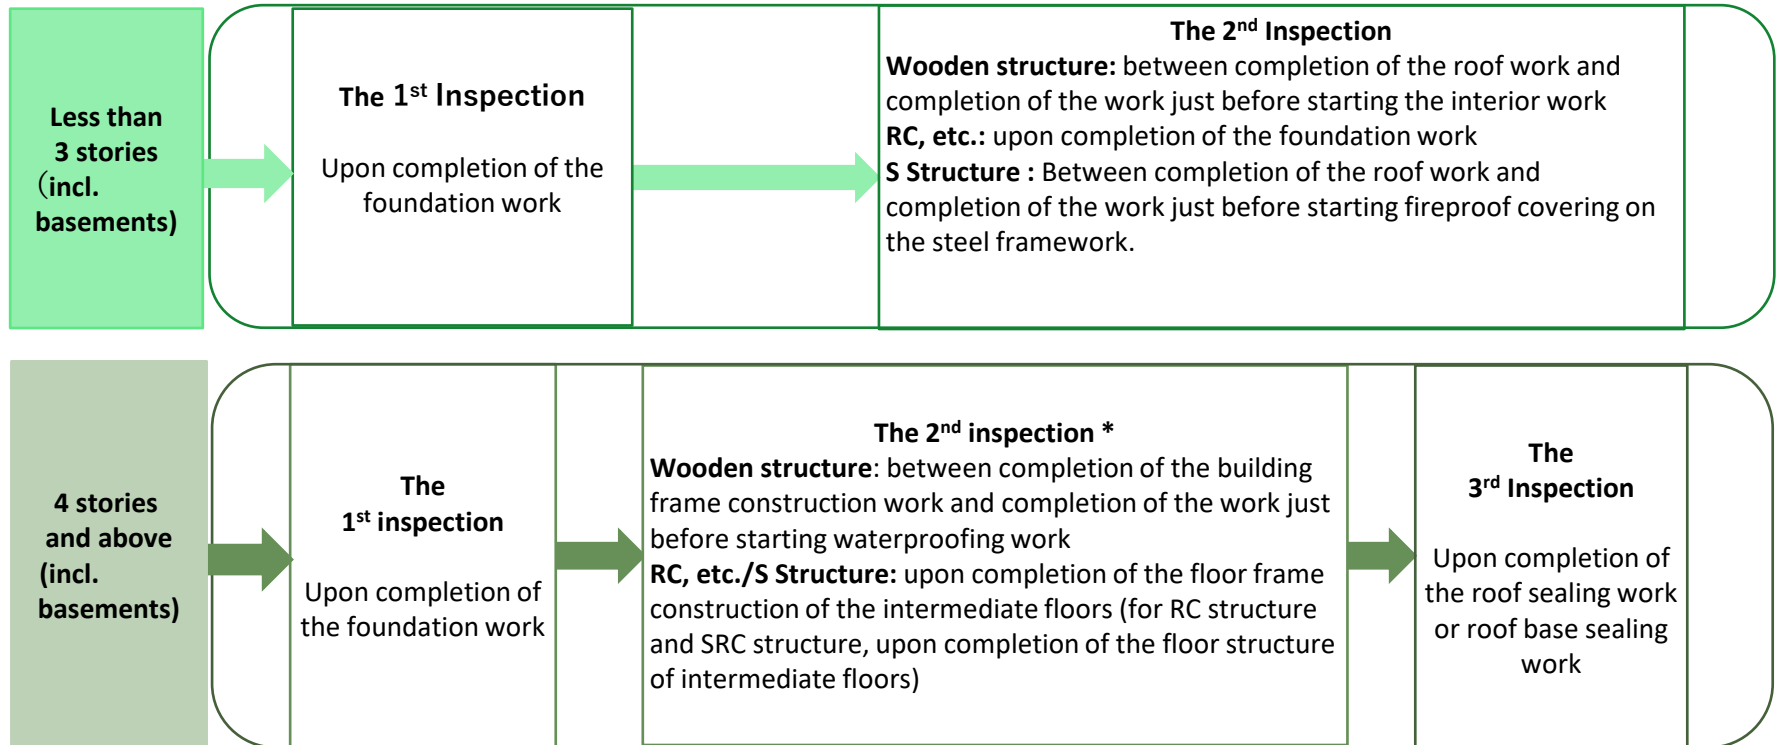 Less than
3 stories
（incl.
basements)
The 1st Inspection
Upon completion of the
foundation work
The 2nd Inspection
Wooden structure: between completion of the roof work and
completion of the work just before starting the interior work
RC, etc.: upon completion of the foundation work
S Structure : Between completion of the roof work and
completion of the work just before starting fireproof covering on
the steel framework.
4 stories
and above
(incl.
basements)
The
1st inspection
Upon completion of
the foundation work
The 2nd inspection *
Wooden structure: between completion of the building
frame construction work and completion of the work just
before starting waterproofing work
RC, etc./S Structure: upon completion of the floor frame
construction of the intermediate floors (for RC structure
and SRC structure, upon completion of the floor structure
of intermediate floors)
The
3rd Inspection
Upon completion of
the roof sealing work
or roof base sealing
work